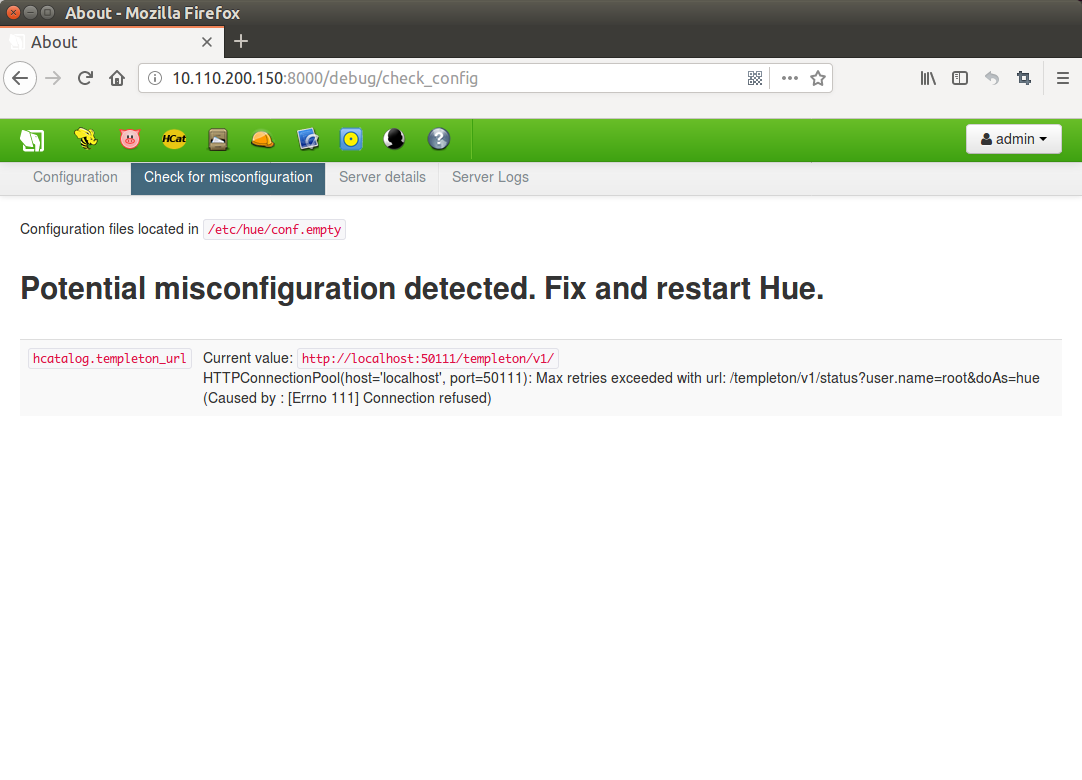 About - Mozilla Firefox
About
10.110.200.150:8000/debug/check_config
HCat
admin
Configuration
Check for misconfiguration
Server details
Server Logs
Configuration files located in /etc/hue/conf.empty
Potential misconfiguration detected. Fix and restart Hue.
hcatalog.templeton_url
Current value: http://localhost:50111/templeton/v1/
HTTPConnectionPool(host='localhost', port=50111): Max retries exceeded with url: /templeton/v1/status?user.name=root&doAs=hue
(Caused by : [Errno 111] Connection refused)